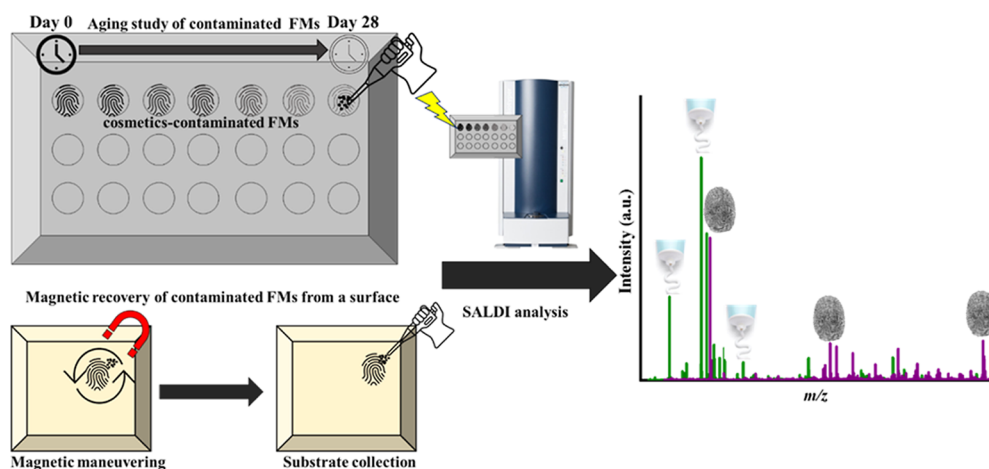 Day 0
Aging study of contaminated FMs
Day 28
cosmetics-contaminated FMs
Magnetic recovery of contaminated FMs from a surface
Magnetic maneuvering
Substrate collection
SALDI analysis
Intensity (a.u.)
m/z